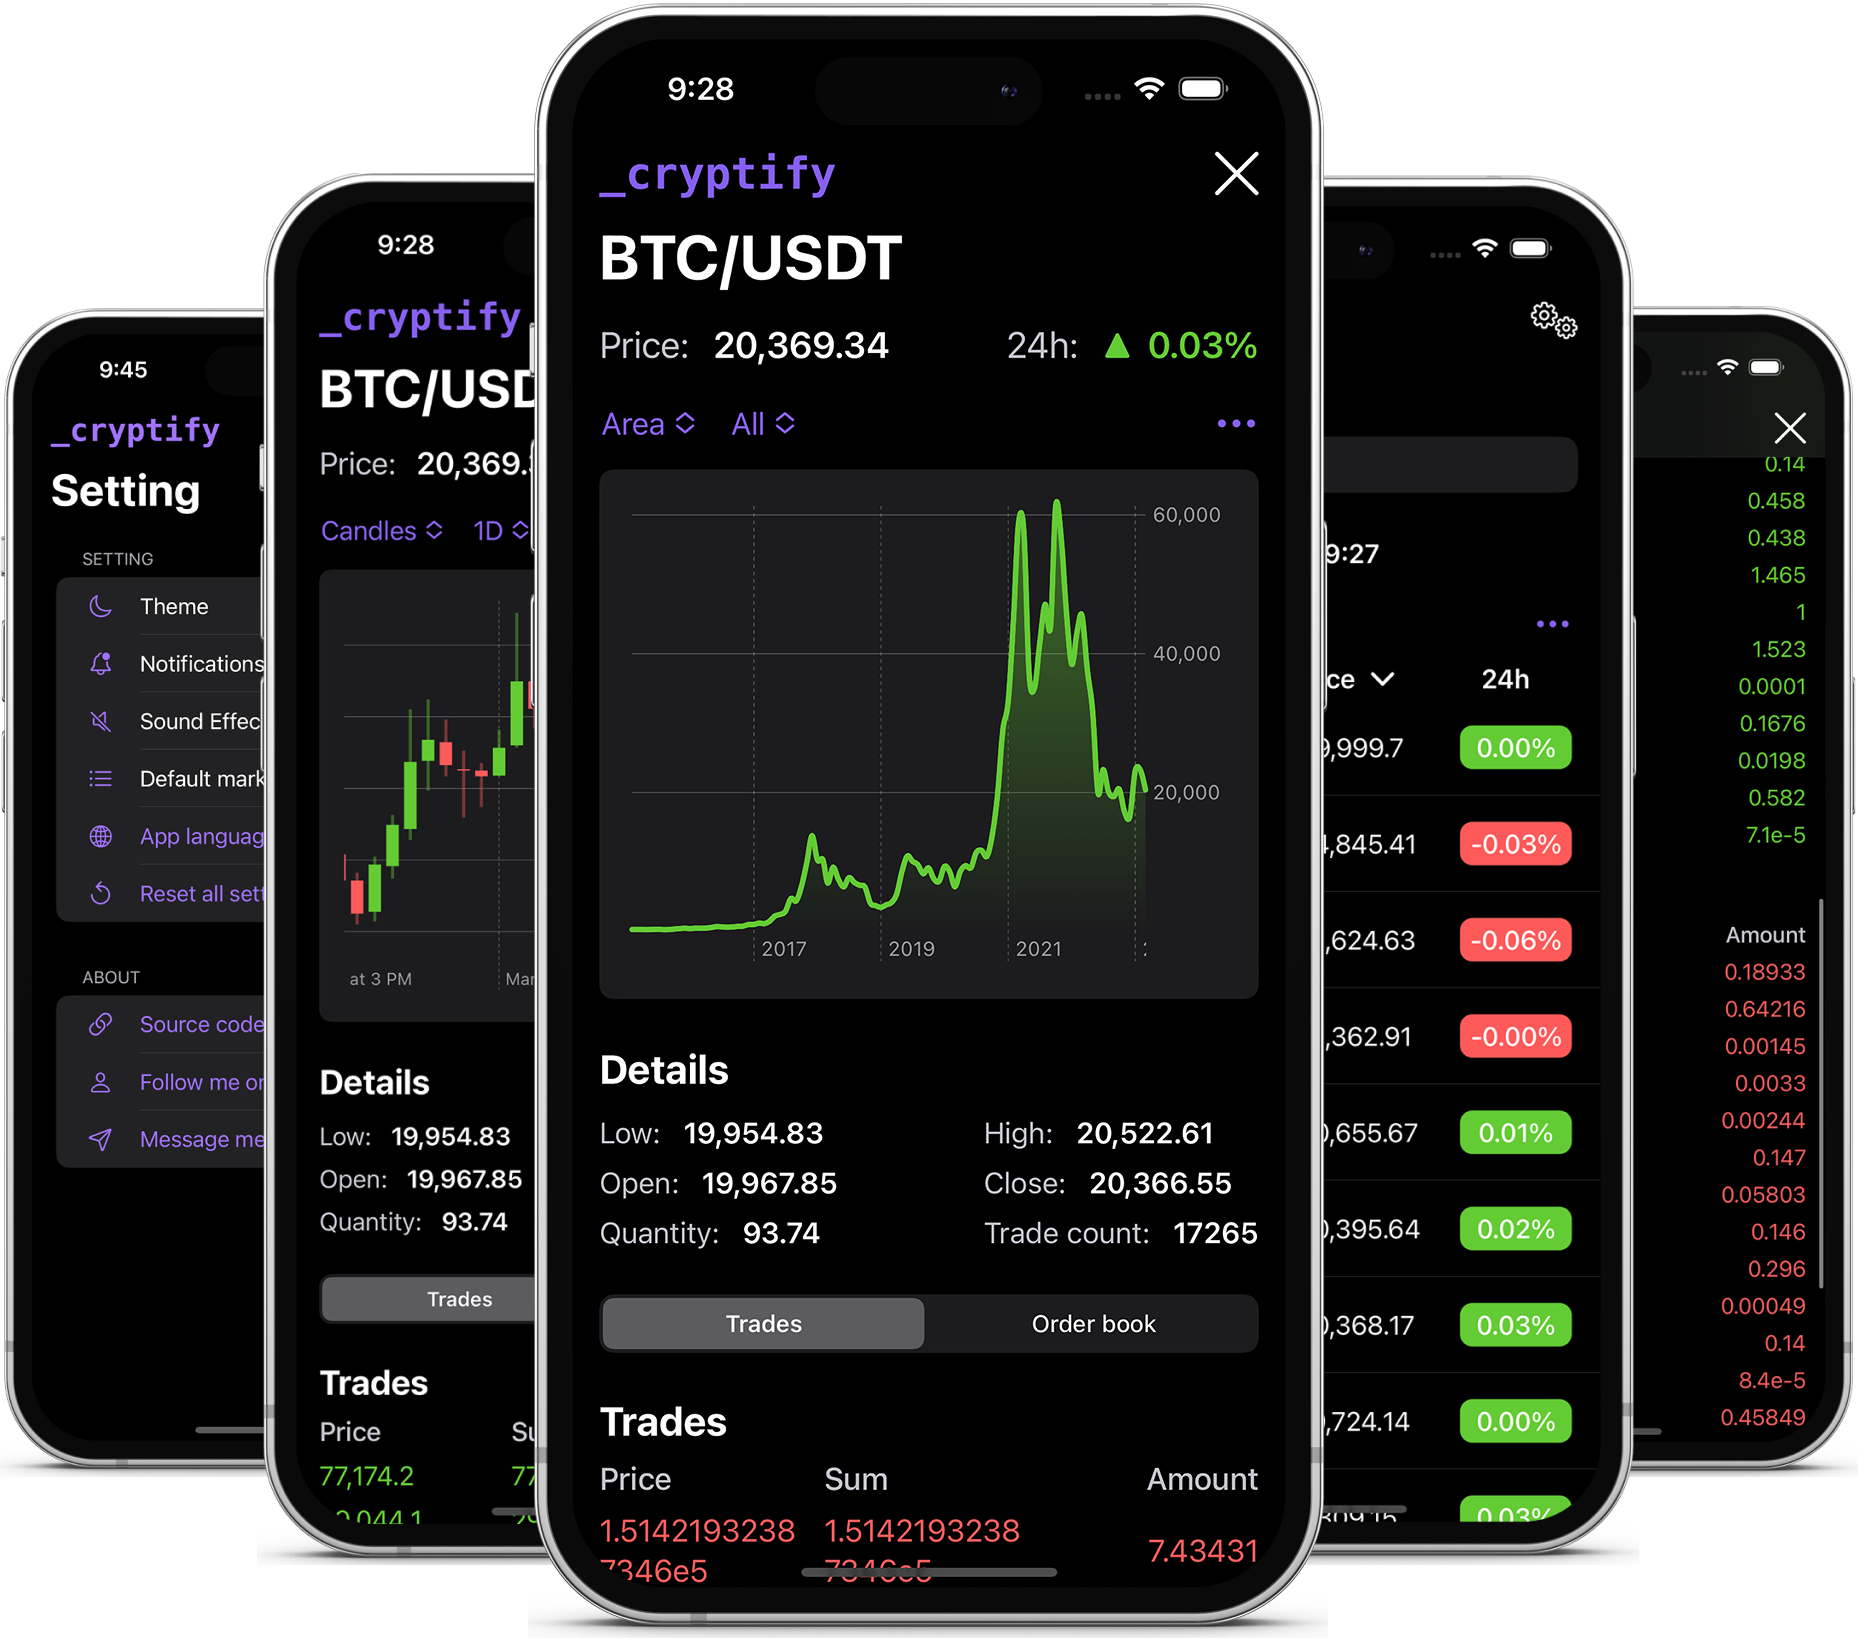 9:45
_cryptify
Setting
SETTING
Theme
Notifications
Sound Effec
Default mark
App languag
Reset all sett
ABOUT
Source code
Follow me or
Message me
9:28
_cryptify
BTC/USD
Price: 20,369.
Candles 1D
at 3 PM Mar
Details
Low: 19,954.83
Open: 19,967.85
Quantity: 93.74
Trades
Trades
Price Su
77,174.2 77
9:28
_cryptify
BTC/USDT
Price: 20,369.34 24h: ▲ 0.03%
Area All
60,000
40,000
20,000
2017 2019 2021
Details
Low: 19,954.83 High: 20,522.61
Open: 19,967.85 Close: 20,366.55
Quantity: 93.74 Trade count: 17265
Trades Order book
Trades
Price Sum Amount
1.5142193238 1.5142193238 7.43431
7346e5 7346e5
9:27
ce 24h
9,999.7 0.00%
,845.41 -0.03%
,624.63 -0.06%
,362.91 -0.00%
,655.67 0.01%
,395.64 0.02%
,368.17 0.03%
,724.14 0.00%
0.03%
0.14
0.458
0.438
1.465
1
1.523
0.0001
0.1676
0.0198
0.582
7.1e-5
Amount
0.18933
0.64216
0.00145
0.0033
0.00244
0.147
0.05803
0.146
0.296
0.00049
0.14
8.4e-5
0.45849